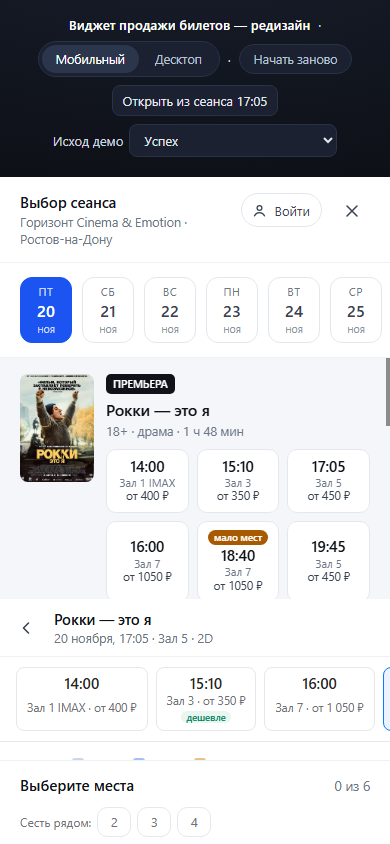 Виджет продажи билетов — редизайн ·
Мобильный Десктоп · Начать заново
Открыть из сеанса 17:05
Исход демо Успех
Выбор сеанса
Горизонт Cinema & Emotion ·
Ростов-на-Дону
Войти
ПТ СБ ВС ПН ВТ СР
20 21 22 23 24 25
ноя ноя ноя ноя ноя ноя
ПРЕМЬЕРА
Рокки — это я
18+ · драма · 1 ч 48 мин
РОККИ
ЭТО Я
14:00 15:10 17:05
Зал 1 IMAX Зал 3 Зал 5
от 400 ₽ от 350 ₽ от 450 ₽
мало мест
16:00 18:40 19:45
Зал 7 Зал 7 Зал 5
от 1050 ₽ от 1050 ₽ от 450 ₽
Рокки — это я
20 ноября, 17:05 · Зал 5 · 2D
14:00 15:10 16:00
Зал 1 IMAX · от 400 ₽ Зал 3 · от 350 ₽ Зал 7 · от 1 050 ₽
дешевле
Выберите места 0 из 6
Сесть рядом: 2 3 4